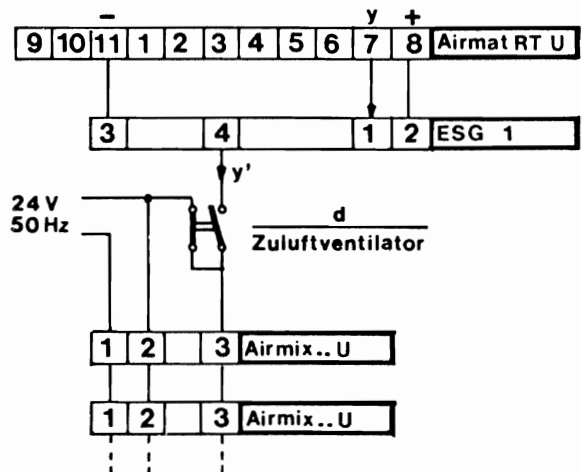 − y +
9 10 11 1 2 3 4 5 6 7 8 Airmat RT U
3 4 1 2 ESG 1
y'
24 V
50 Hz
d
Zuluftventilator
1 2 3 Airmix.. U
1 2 3 Airmix.. U